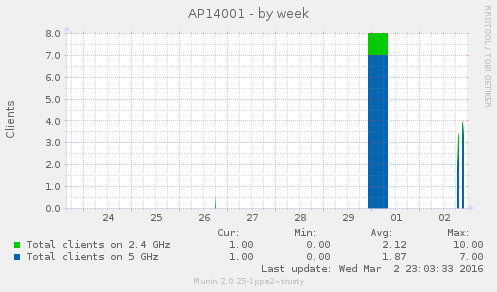 AP14001 - by week
RRDTOOL / TOBI OETIKER
Clients
8.0
7.0
6.0
5.0
4.0
3.0
2.0
1.0
0.0
24 25 26 27 28 29 01 02
Cur: Min: Avg: Max:
Total clients on 2.4 GHz 1.00 0.00 2.12 10.00
Total clients on 5 GHz 1.00 0.00 1.87 7.00
Last update: Wed Mar 2 23:03:33 2016
Munin 2.0.25-1ppa2~trusty